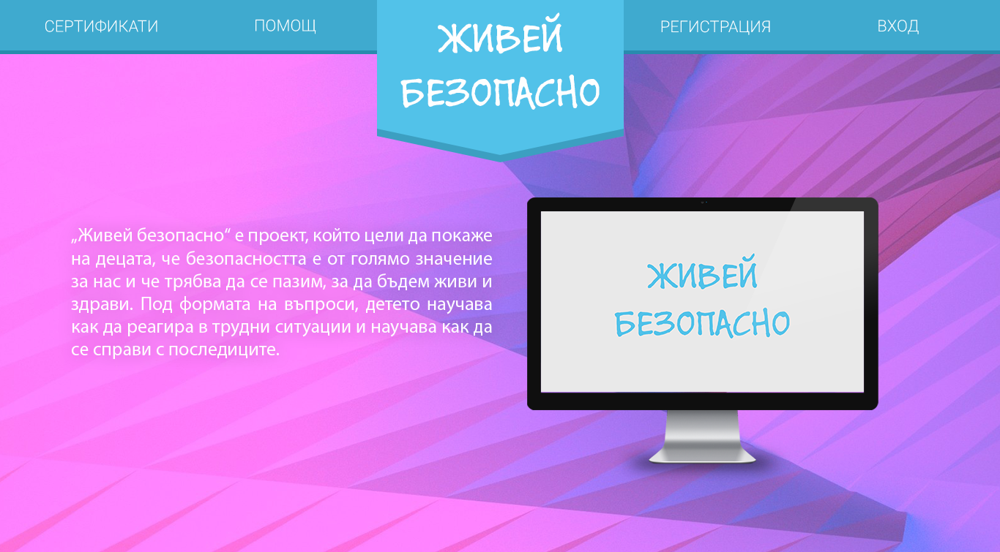 СЕРТИФИКАТИ
ПОМОЩ
ЖИВЕЙ
БЕЗОПАСНО
РЕГИСТРАЦИЯ
ВХОД
„Живей безопасно“ е проект, който цели да покаже
на децата, че безопасността е от голямо значение
за нас и че трябва да се пазим, за да бъдем живи и
здрави. Под формата на въпроси, детето научава
как да реагира в трудни ситуации и научава как да
се справи с последиците.
ЖИВЕЙ
БЕЗОПАСНО